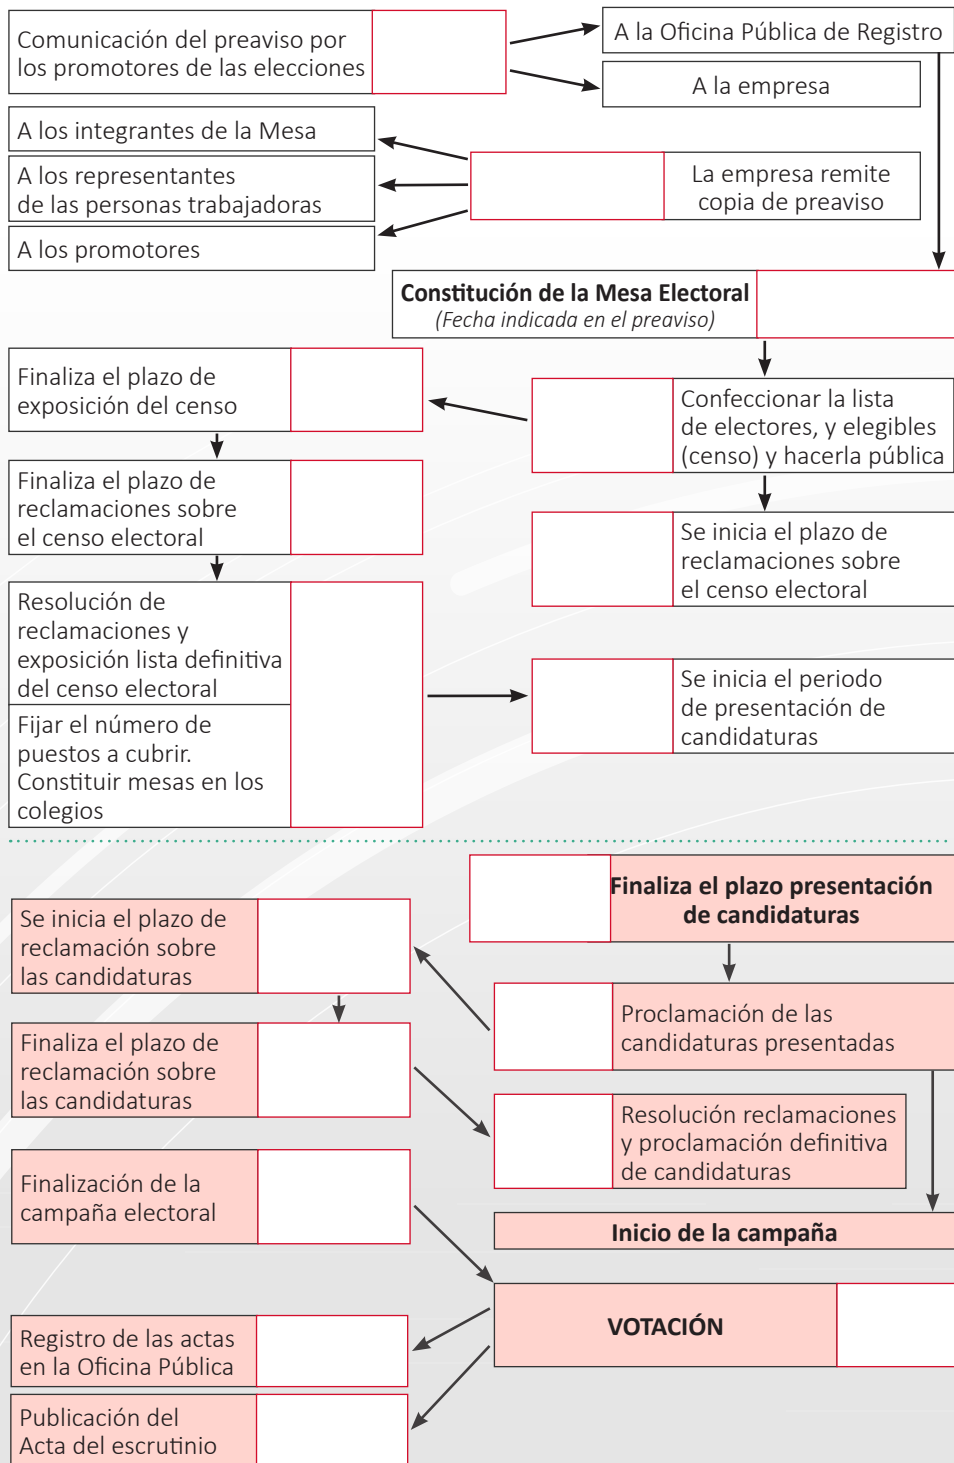 Comunicación del preaviso por
los promotores de las elecciones
A la Oficina Pública de Registro
A la empresa
A los integrantes de la Mesa
A los representantes
de las personas trabajadoras
A los promotores
La empresa remite
copia de preaviso
Constitución de la Mesa Electoral
(Fecha indicada en el preaviso)
Finaliza el plazo de
exposición del censo
Confeccionar la lista
de electores, y elegibles
(censo) y hacerla pública
Finaliza el plazo de
reclamaciones sobre
el censo electoral
Se inicia el plazo de
reclamaciones sobre
el censo electoral
Resolución de
reclamaciones y
exposición lista definitiva
del censo electoral
Fijar el número de
puestos a cubrir.
Constituir mesas en los
colegios
Se inicia el periodo
de presentación de
candidaturas
Finaliza el plazo presentación
de candidaturas
Se inicia el plazo de
reclamación sobre
las candidaturas
Proclamación de las
candidaturas presentadas
Finaliza el plazo de
reclamación sobre
las candidaturas
Resolución reclamaciones
y proclamación definitiva
de candidaturas
Finalización de la
campaña electoral
Inicio de la campaña
VOTACIÓN
Registro de las actas
en la Oficina Pública
Publicación del
Acta del escrutinio